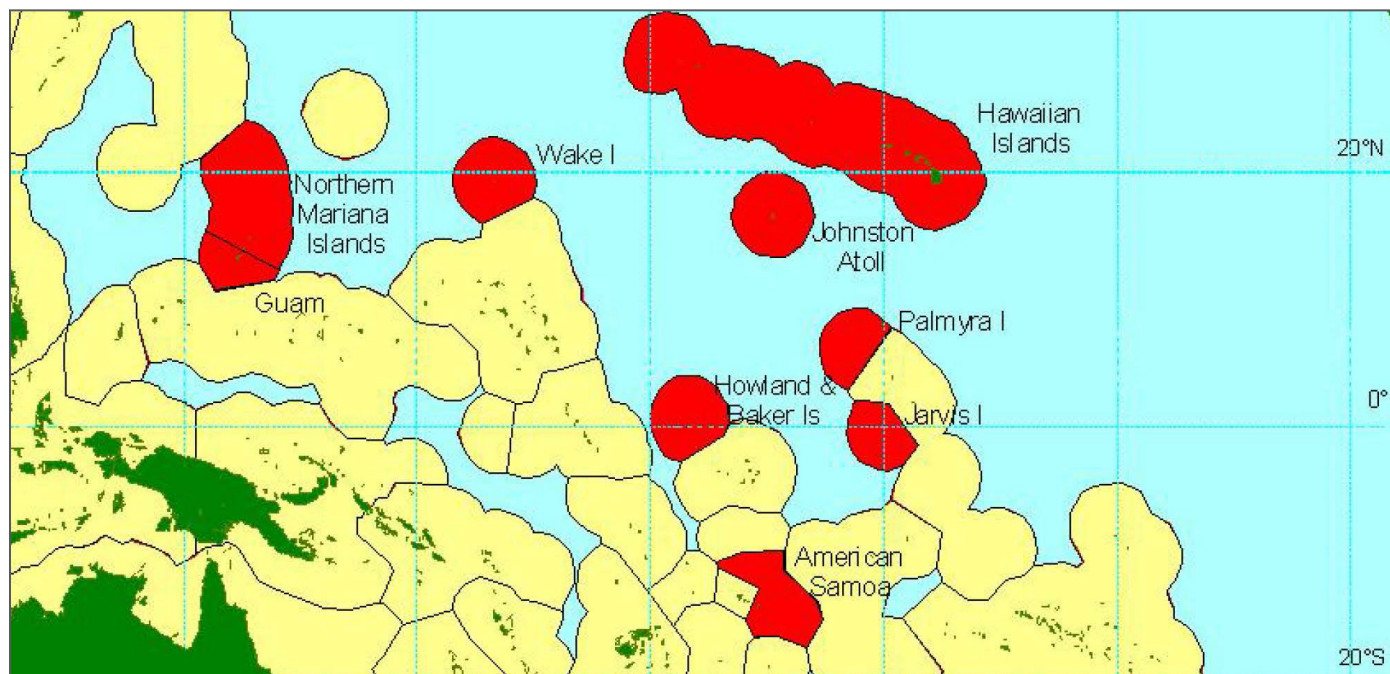 Hawaiian
Islands
20°N
Wake I
Northern
Mariana
Islands
Johnston
Atoll
Guam
Palmyra I
Howland &
Baker Is
Jarvis I
0°
American
Samoa
20°S